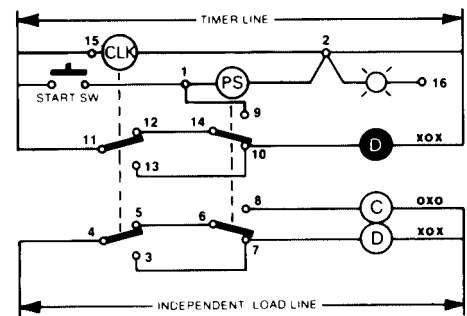 TIMER LINE
15 CLK 2
1 PS
START SW 9 16
12 14
11 10 D XOX
13
8 C OXO
5 6
4 7 D XOX
3
INDEPENDENT LOAD LINE